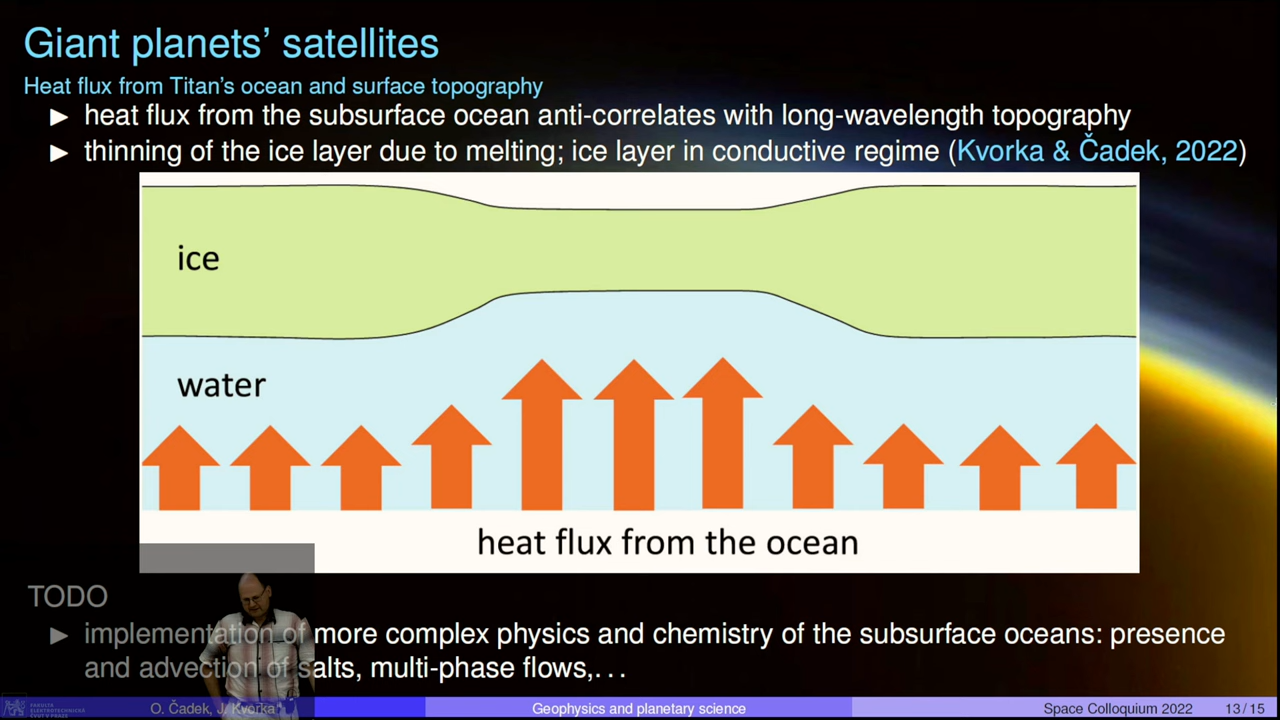 Giant planets’ satellites
Heat flux from Titan’s ocean and surface topography
► heat flux from the subsurface ocean anti-correlates with long-wavelength topography
► thinning of the ice layer due to melting; ice layer in conductive regime (Kvorka & Čadek, 2022)
ice
water
heat flux from the ocean
TODO
► implementation of more complex physics and chemistry of the subsurface oceans: presence
and advection of salts, multi-phase flows,...
FAKULTA
ELEKTROTECHNICKÁ
ČVUT V PRAZE
O. Čadek, J. Kvorka
Geophysics and planetary science
Space Colloquium 2022
13/15